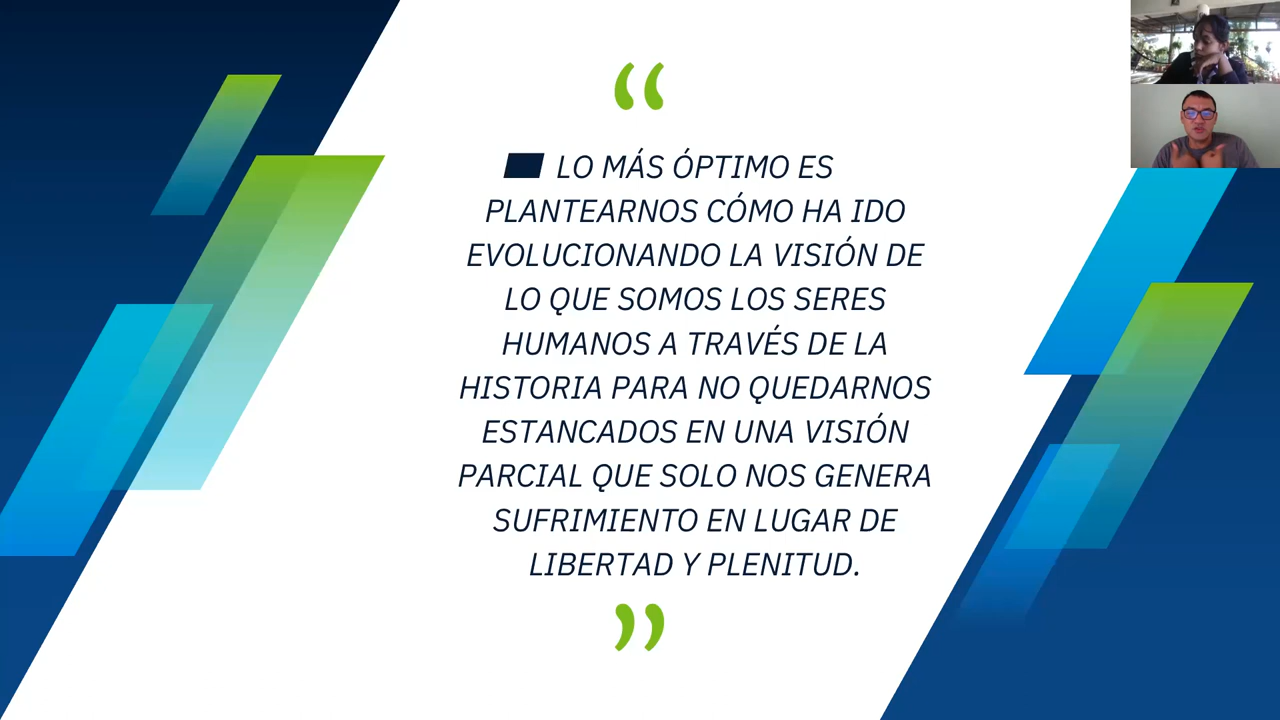 “
LO MÁS ÓPTIMO ES
PLANTEARNOS CÓMO HA IDO
EVOLUCIONANDO LA VISIÓN DE
LO QUE SOMOS LOS SERES
HUMANOS A TRAVÉS DE LA
HISTORIA PARA NO QUEDARNOS
ESTANCADOS EN UNA VISIÓN
PARCIAL QUE SOLO NOS GENERA
SUFRIMIENTO EN LUGAR DE
LIBERTAD Y PLENITUD.
”